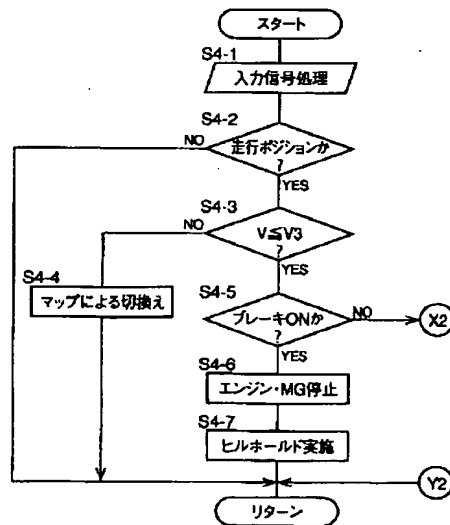 スタート
S4-1
入力信号処理
S4-2
NO
走行ポジションか
?
YES
S4-3
NO
V≦V3
?
YES
S4-4
マップによる切換え
S4-5
ブレーキONか
?
NO
X2
YES
S4-6
エンジン・MG停止
S4-7
ヒルホールド実施
Y2
リターン